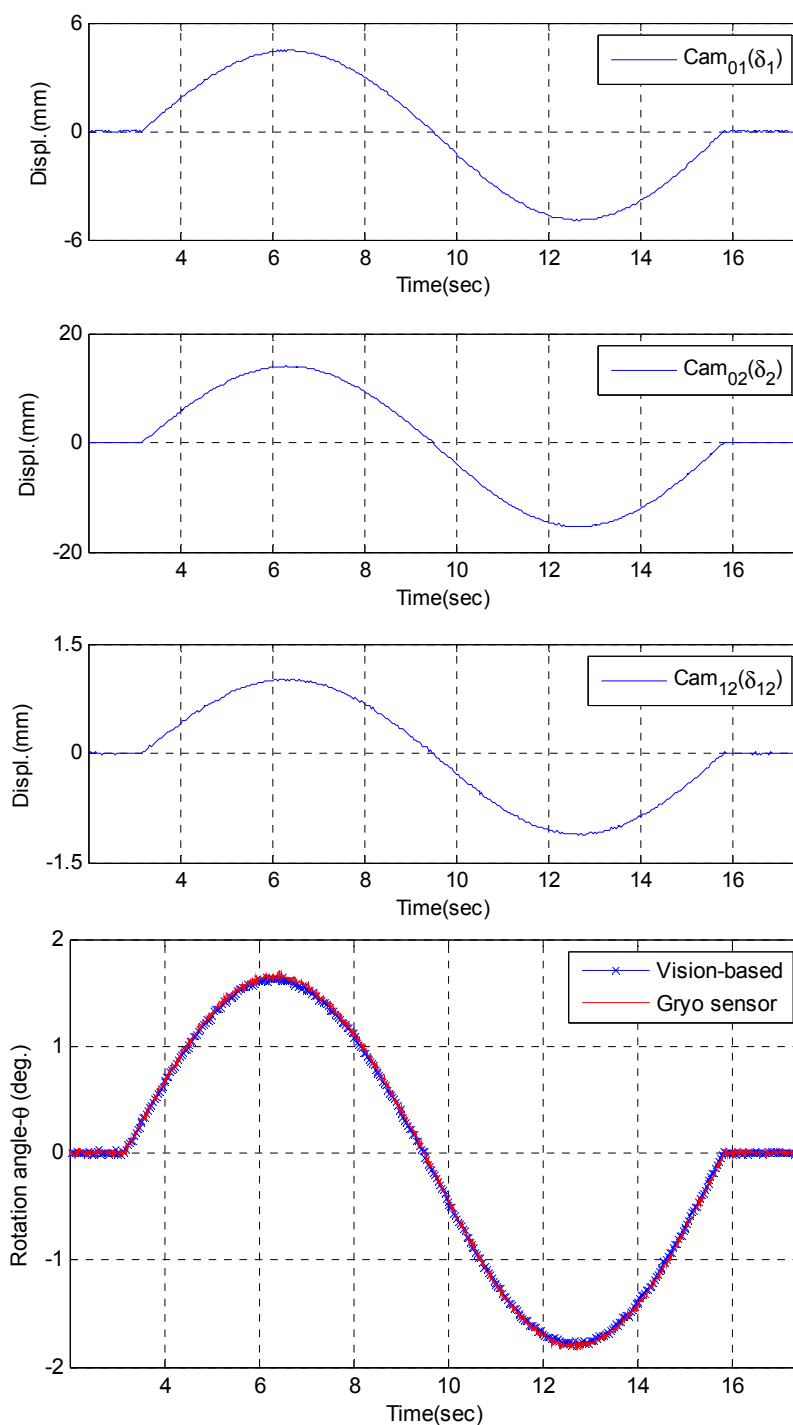 6
Cam01(δ1)
0
Displ.(mm)
-6
4 6 8 10 12 14 16
Time(sec)
20
Cam02(δ2)
0
Displ.(mm)
-20
4 6 8 10 12 14 16
Time(sec)
1.5
Cam12(δ12)
0
Displ.(mm)
-1.5
4 6 8 10 12 14 16
Time(sec)
2
Vision-based
Gryo sensor
1
0
Rotation angle-θ (deg.)
-1
-2
4 6 8 10 12 14 16
Time(sec)